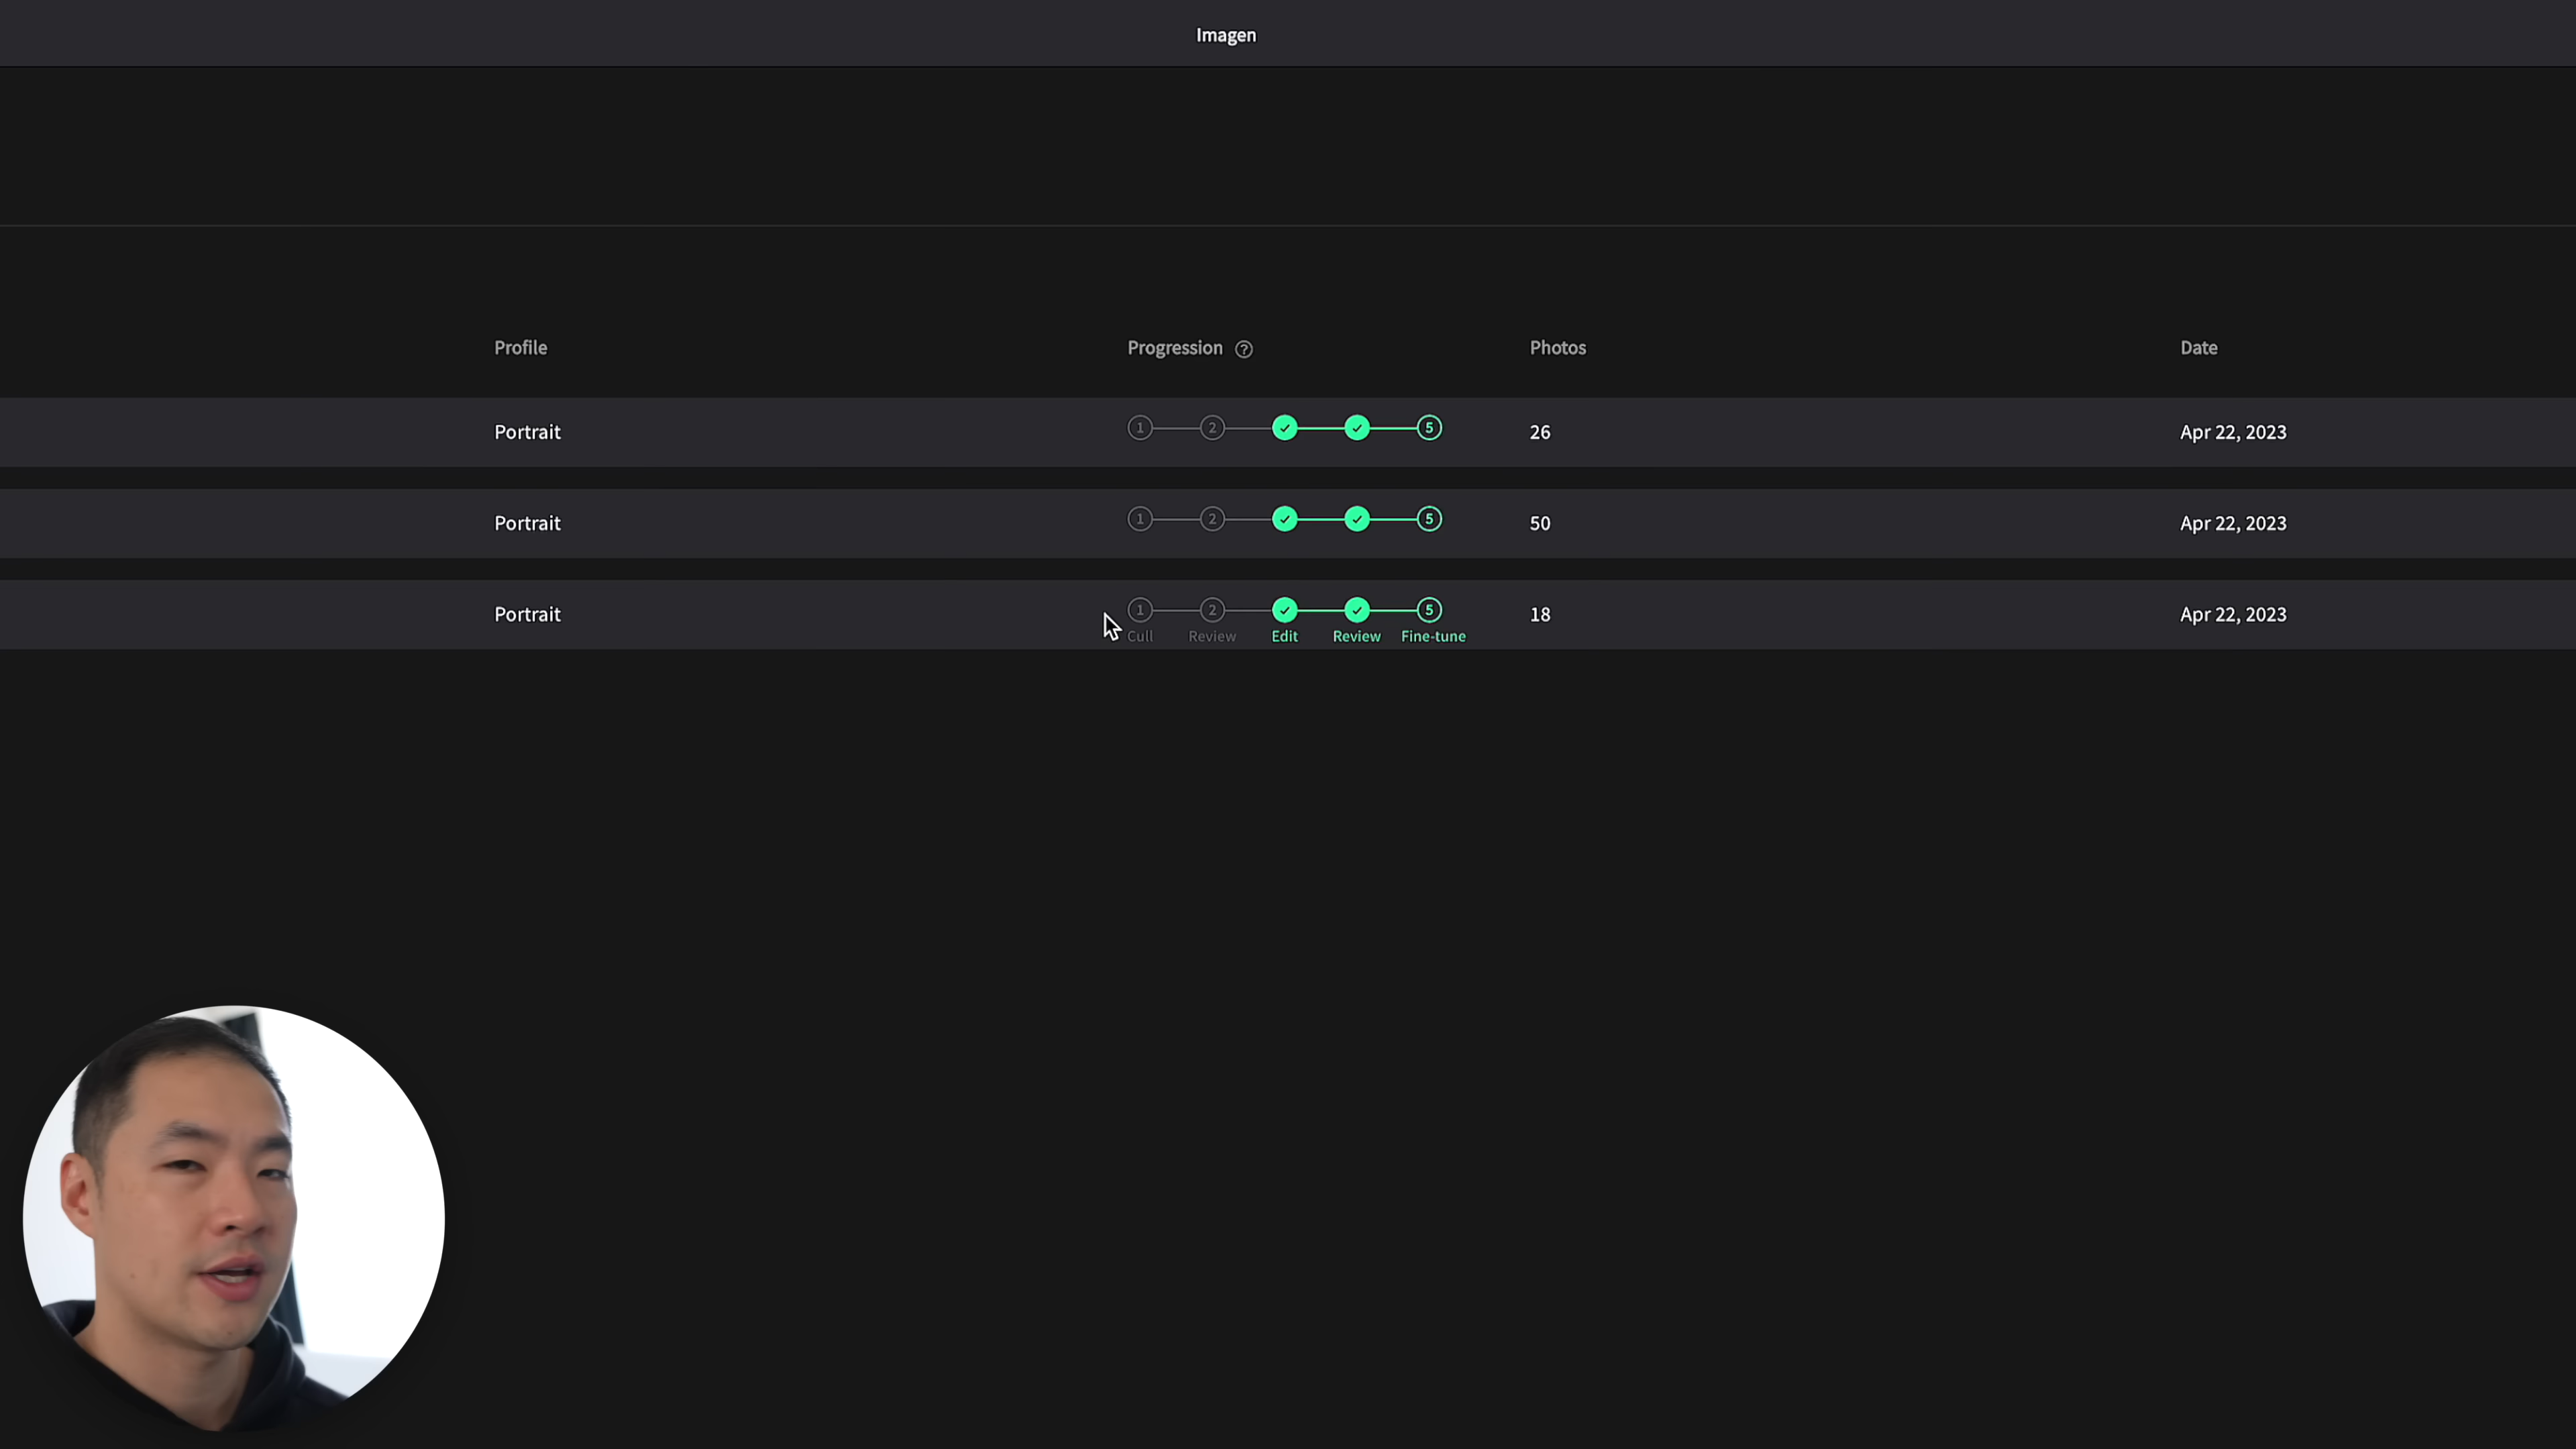 Imagen
Profile Progression ? Photos Date
Portrait 1 2 5 26 Apr 22, 2023
Portrait 1 2 5 50 Apr 22, 2023
Portrait 1 2 5 18 Apr 22, 2023
Cull Review Edit Review Fine-tune